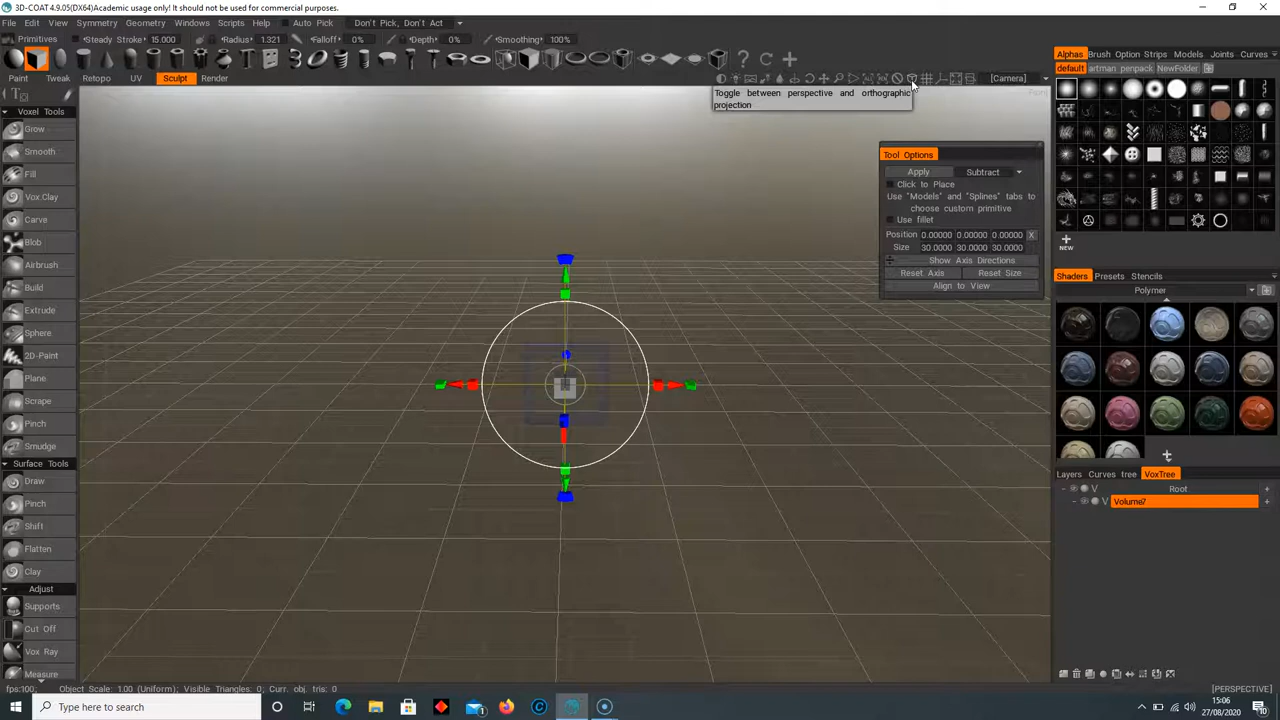 3D-COAT 4.9.05(DX64)Academic usage only! It should not be used for commercial purposes.
File Edit View Symmetry Geometry Windows Scripts Help Auto Pick Don't Pick, Don't Act
Primitives Steady Stroke 15.000 Radius 1.321 Falloff 0% Depth 0% Smoothing 100%
Paint Tweak Retopo UV Sculpt Render [Camera]
Toggle between perspective and orthographic
projection
Voxel Tools
Grow
Smooth
Fill
Vox Clay
Carve
Blob
Airbrush
Build
Extrude
Sphere
2D-Paint
Plane
Scrape
Pinch
Smudge
Surface Tools
Draw
Pinch
Shift
Flatten
Clay
Adjust
Supports
Cut Off
Vox Ray
Measure
Tool Options
Apply Subtract
Click to Place
Use "Models" and "Splines" tabs to
choose custom primitive
Use fillet
Position 0.00000 0.00000 0.00000 X
Size 30.0000 30.0000 30.0000
Show Axis Directions
Reset Axis Reset Size
Align to View
Alphas Brush Option Strips Models Joints Curves
default artman penpack NewFolder
NEW
Shaders Presets Stencils
Polymer
Layers Curves tree VoxTree
V Root
V Volume7
fps:100; Object Scale: 1.00 (Uniform); Visible Triangles: 0; Curr. obj. tris: 0
[PERSPECTIVE]
Type here to search
15:06
27/08/2020